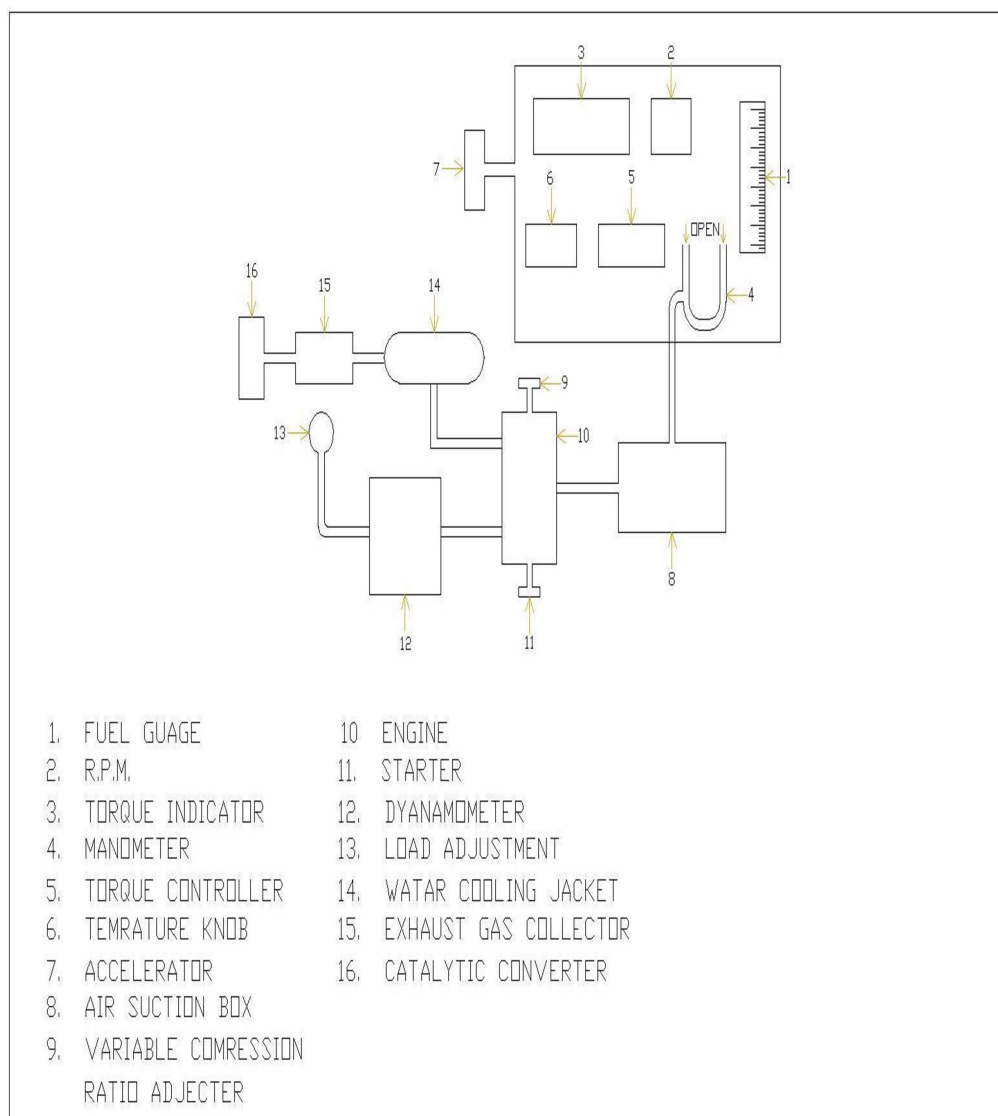 3
2
7
6
5
1
OPEN
16
15
14
4
9
13
10
8
12
11
1. FUEL GUAGE
2. R.P.M.
3. TORQUE INDICATOR
4. MANOMETER
5. TORQUE CONTROLLER
6. TEMRATURE KNOB
7. ACCELERATOR
8. AIR SUCTION BOX
9. VARIABLE COMRESSION
RATIO ADJECTER
10 ENGINE
11. STARTER
12. DYANAMOMETER
13. LOAD ADJUSTMENT
14. WATAR COOLING JACKET
15. EXHAUST GAS COLLECTOR
16. CATALYTIC CONVERTER